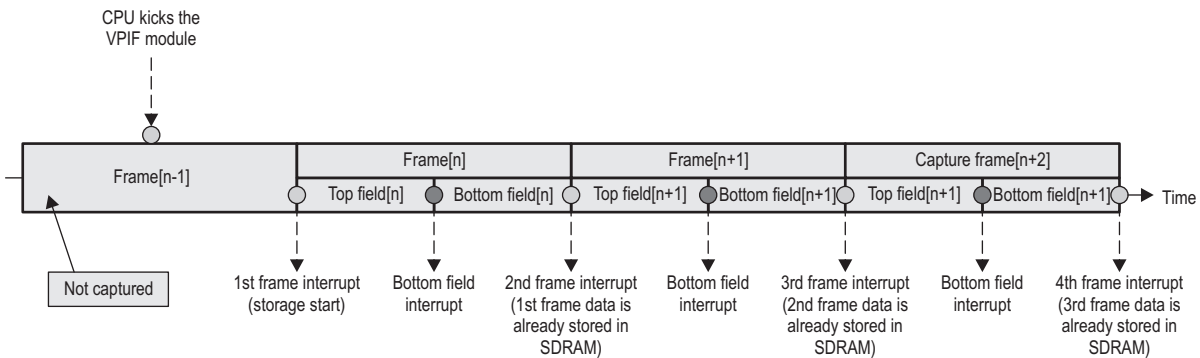 CPU kicks the
VPIF module
Frame[n-1]
Frame[n]
Frame[n+1]
Capture frame[n+2]
Top field[n]
Bottom field[n]
Top field[n+1]
Bottom field[n+1]
Top field[n+1]
Bottom field[n+1]
Time
Not captured
1st frame interrupt
(storage start)
Bottom field
interrupt
2nd frame interrupt
(1st frame data is
already stored in
SDRAM)
Bottom field
interrupt
3rd frame interrupt
(2nd frame data is
already stored in
SDRAM)
Bottom field
interrupt
4th frame interrupt
(3rd frame data is
already stored in
SDRAM)